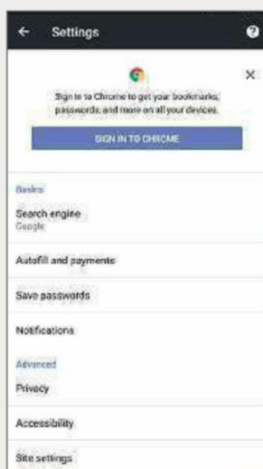 Settings
Sign in to Chrome to get your bookmarks,
passwords, and more on all your devices.
SIGN IN TO CHROME
Basics
Search engine
Google
Autofill and payments
Save passwords
Notifications
Advanced
Privacy
Accessibility
Site settings